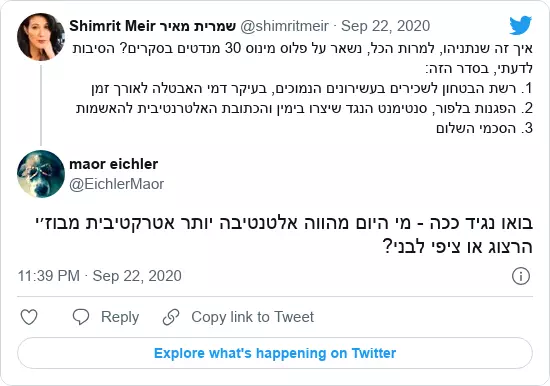 Shimrit Meir שמרית מאיר @shimritmeir · Sep 22, 2020
איך זה שנתניהו, למרות הכל, נשאר על פלוס מינוס 30 מנדטים בסקרים? הסיבות
לדעתי, בסדר הזה:
1. רשת הבטחון לשכירים בעשירונים הנמוכים, בעיקר דמי האבטלה לאורך זמן
2. הפגנות בלפור, סנטימנט הנגד שיצרו בימין והכתובת האלטרנטיבית להאשמות
3. הסכמי השלום
maor eichler
@EichlerMaor
בואו נגיד ככה - מי היום מהווה אלטנטיבה יותר אטרקטיבית מבוז׳י
הרצוג או ציפי לבני?
11:39 PM · Sep 22, 2020
Reply
Copy link to Tweet
Explore what's happening on Twitter